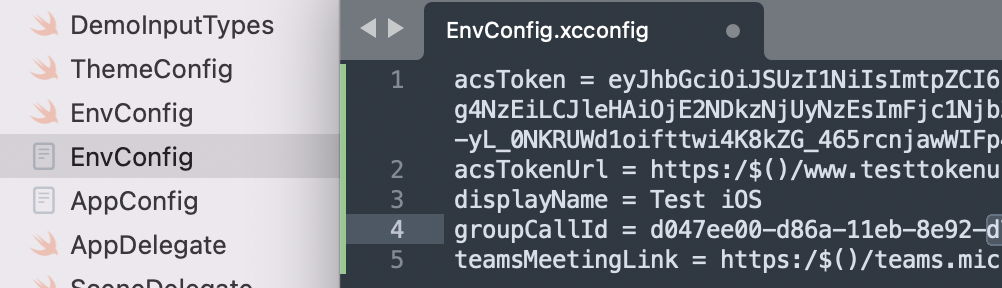 DemoInputTypes
ThemeConfig
EnvConfig
EnvConfig
AppConfig
AppDelegate
SceneDelegate
EnvConfig.xcconfig
1 acsToken = eyJhbGciOiJSUzI1NiIsImtpZCI6
g4NzEiLCJleHAiOjE2NDkzNjUyNzEsImFjc1Njb
-yL_0NKRUWd1oifttwi4K8kZG_465rcnjawWIFp
2 acsTokenUrl = https:/$()/www.testtokenu
3 displayName = Test iOS
4 groupCallId = d047ee00-d86a-11eb-8e92-d
5 teamsMeetingLink = https:/$()/teams.mic